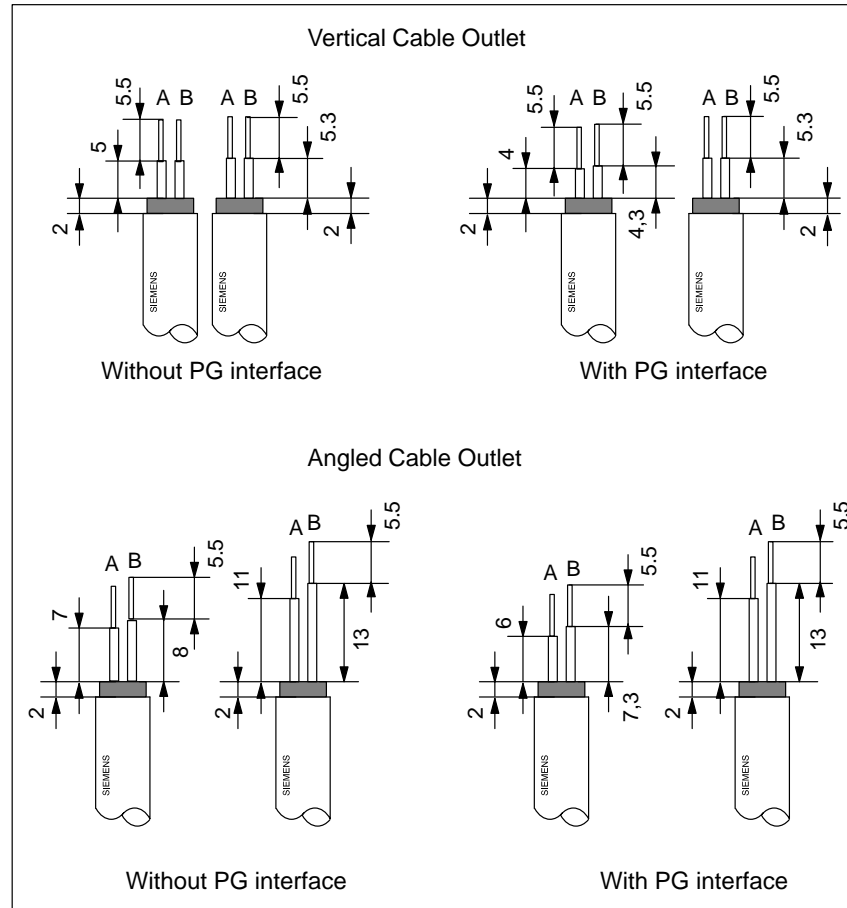 Vertical Cable Outlet
5.5
A B
5
2
A B
5.5
5.3
2
SIEMENS
SIEMENS
Without PG interface
5.5
A B
5.5
4
2
4,3
A B
5.5
5.3
2
SIEMENS
SIEMENS
With PG interface
Angled Cable Outlet
A B
5.5
7
8
2
SIEMENS
A B
5.5
11
13
2
SIEMENS
Without PG interface
A B
5.5
6
7,3
2
SIEMENS
A B
5.5
11
13
2
SIEMENS
With PG interface